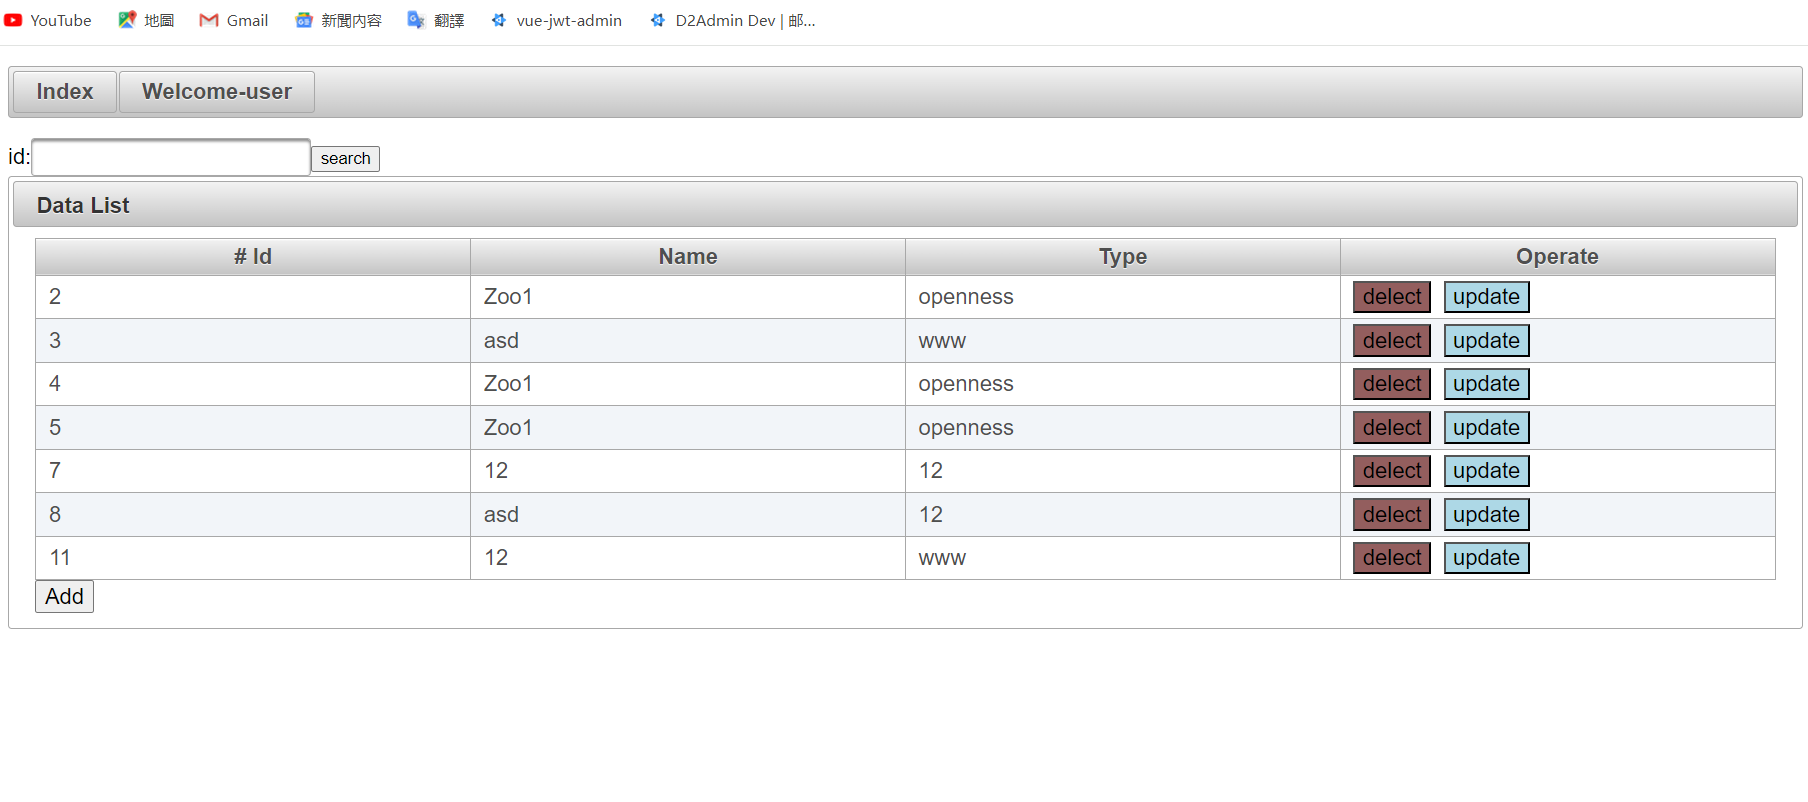 YouTube 地圖 Gmail 新聞內容 翻譯 vue-jwt-admin D2Admin Dev | 邮...
Index Welcome-user
id: search
Data List
# Id Name Type Operate
2 Zoo1 openness delect update
3 asd www delect update
4 Zoo1 openness delect update
5 Zoo1 openness delect update
7 12 12 delect update
8 asd 12 delect update
11 12 www delect update
Add